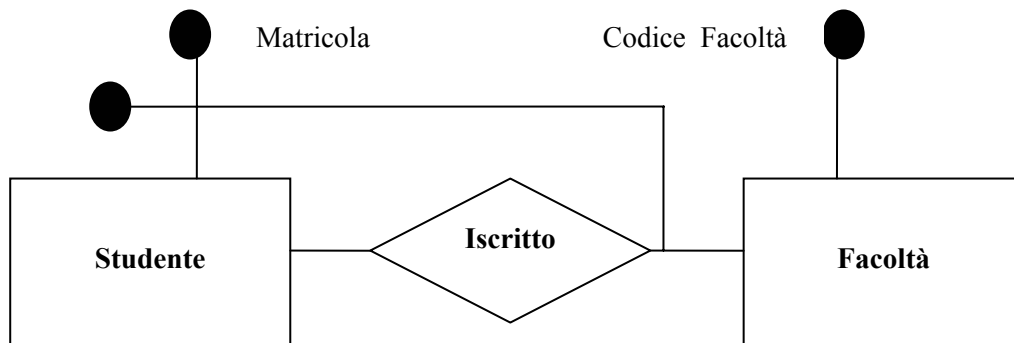 Matricola
Codice Facoltà
Studente
Iscritto
Facoltà